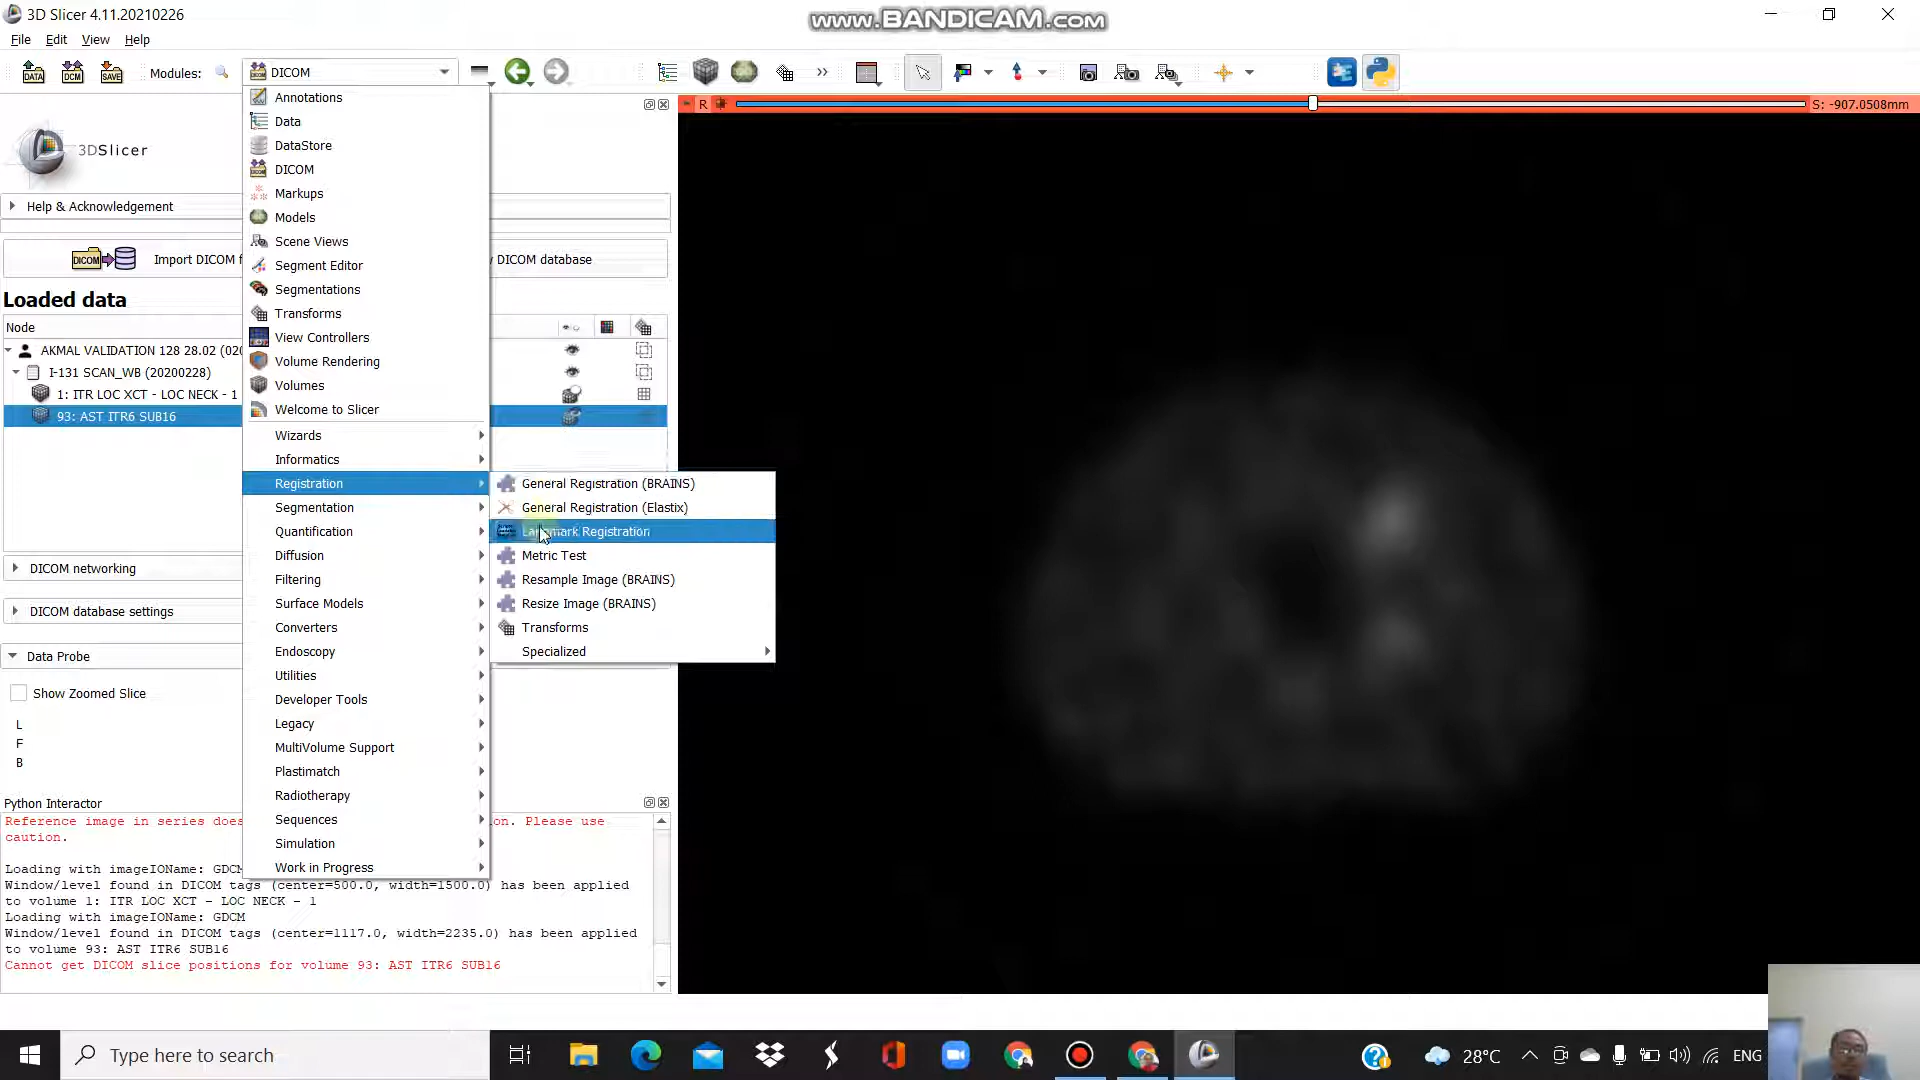 3D Slicer 4.11.20210226
www.BANDICAM.com
File Edit View Help
DATA DCM SAVE Modules: DICOM
R S: -907.0508mm
3DSlicer
Help & Acknowledgement
DICOM Import DICOM f DICOM database
Loaded data
Node
AKMAL VALIDATION 128 28.02 (020
I-131 SCAN_WB (20200228)
1: ITR LOC XCT - LOC NECK - 1
93: AST ITR6 SUB16
DICOM networking
DICOM database settings
Data Probe
Show Zoomed Slice
L
F
B
Annotations
Data
DataStore
DICOM
Markups
Models
Scene Views
Segment Editor
Segmentations
Transforms
View Controllers
Volume Rendering
Volumes
Welcome to Slicer
Wizards
Informatics
Registration
Segmentation
Quantification
Diffusion
Filtering
Surface Models
Converters
Endoscopy
Utilities
Developer Tools
Legacy
MultiVolume Support
Plastimatch
Radiotherapy
Sequences
Simulation
Work in Progress
General Registration (BRAINS)
General Registration (Elastix)
Landmark Registration
Metric Test
Resample Image (BRAINS)
Resize Image (BRAINS)
Transforms
Specialized
Python Interactor
Reference image in series does on. Please use
caution.
Loading with imageIOName: GDCM
Window/level found in DICOM tags (center=500.0, width=1500.0) has been applied
to volume 1: ITR LOC XCT - LOC NECK - 1
Loading with imageIOName: GDCM
Window/level found in DICOM tags (center=1117.0, width=2235.0) has been applied
to volume 93: AST ITR6 SUB16
Cannot get DICOM slice positions for volume 93: AST ITR6 SUB16
Type here to search
28°C ENG